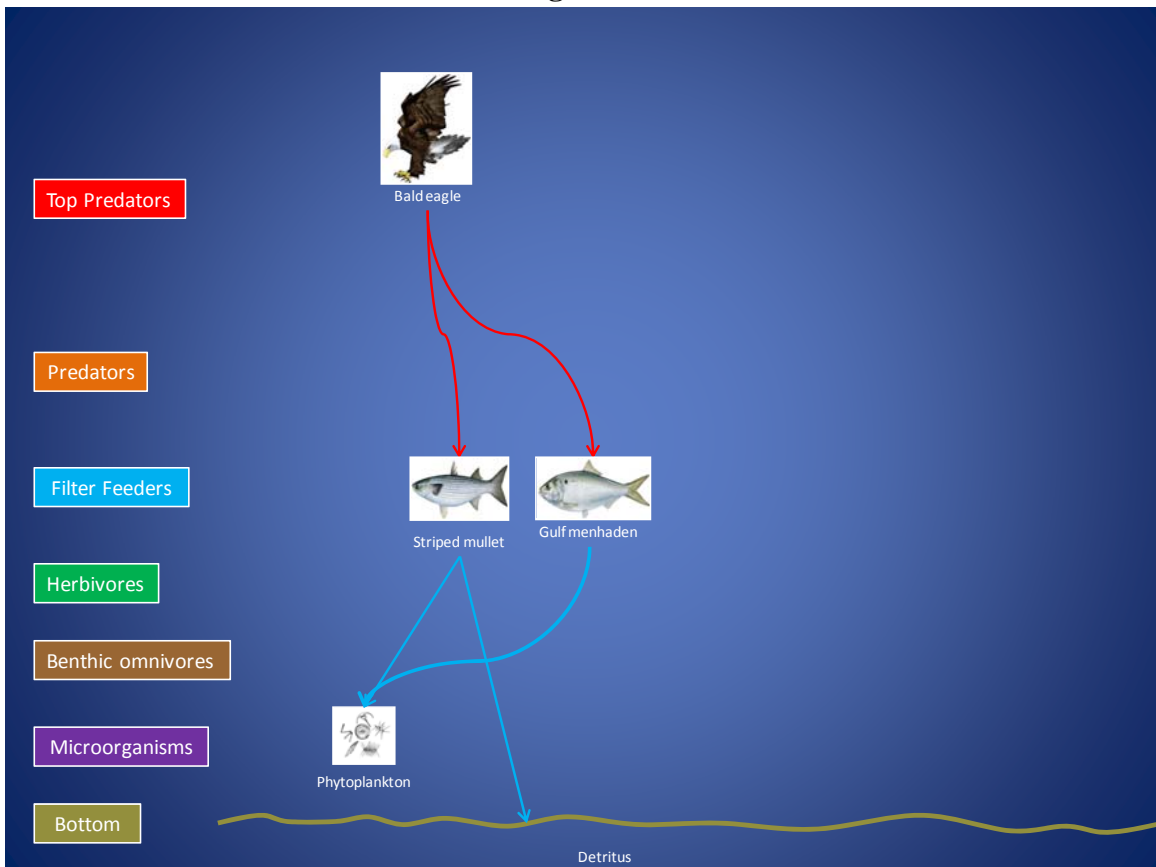 g
Bald eagle
Top Predators
Predators
Filter Feeders
Striped mullet
Gulf menhaden
Herbivores
Benthic omnivores
Microorganisms
Phytoplankton
Bottom
Detritus